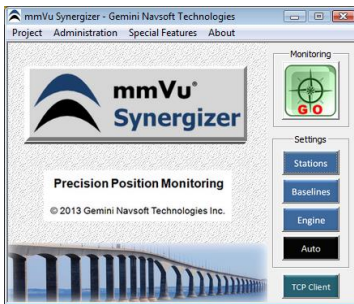 mmVu Synergizer - Gemini Navsoft Technologies
Project Administration Special Features About
mmVu®
Synergizer
Precision Position Monitoring
© 2013 Gemini Navsoft Technologies Inc.
Monitoring
GO
Settings
Stations
Baselines
Engine
Auto
TCP Client